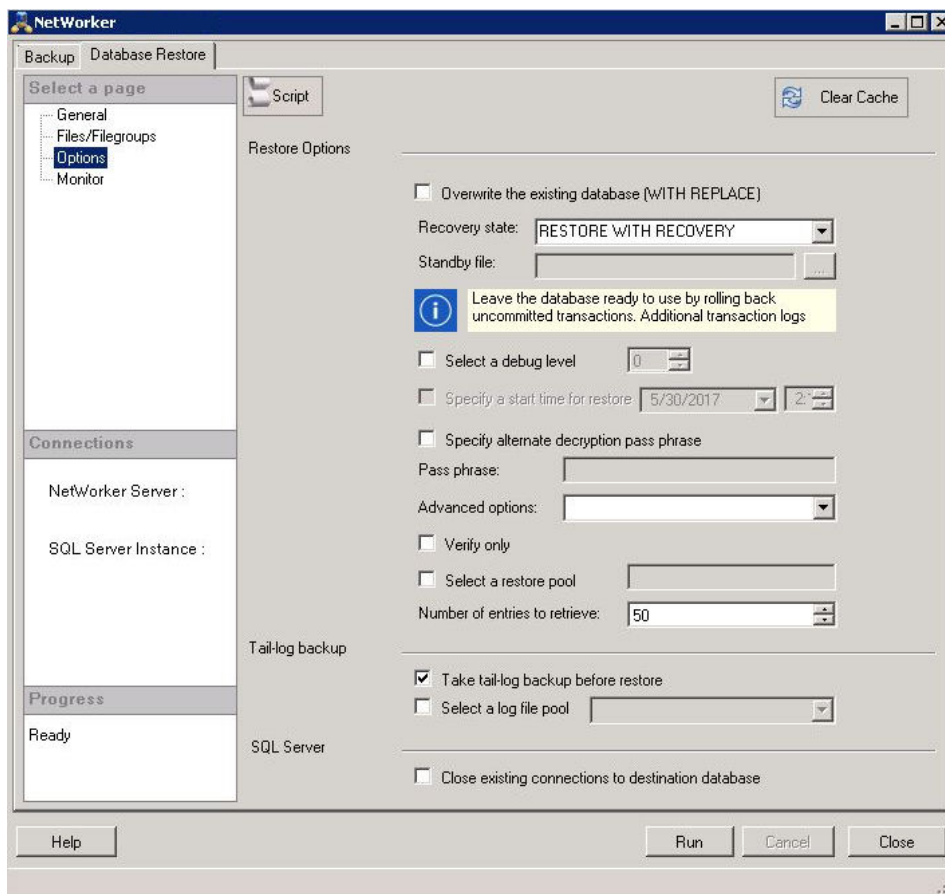 NetWorker
Backup Database Restore
Select a page
General
Files/Filegroups
Options
Monitor
Script
Clear Cache
Restore Options
Overwrite the existing database (WITH REPLACE)
Recovery state: RESTORE WITH RECOVERY
Standby file:
...
Leave the database ready to use by rolling back
uncommitted transactions. Additional transaction logs
Select a debug level 0
Specify a start time for restore 5/30/2017
Specify alternate decryption pass phrase
Pass phrase:
Advanced options:
Verify only
Select a restore pool
Number of entries to retrieve: 50
Connections
NetWorker Server :
SQL Server Instance :
Tail-log backup
Take tail-log backup before restore
Select a log file pool
Progress
Ready
SQL Server
Close existing connections to destination database
Help
Run
Cancel
Close